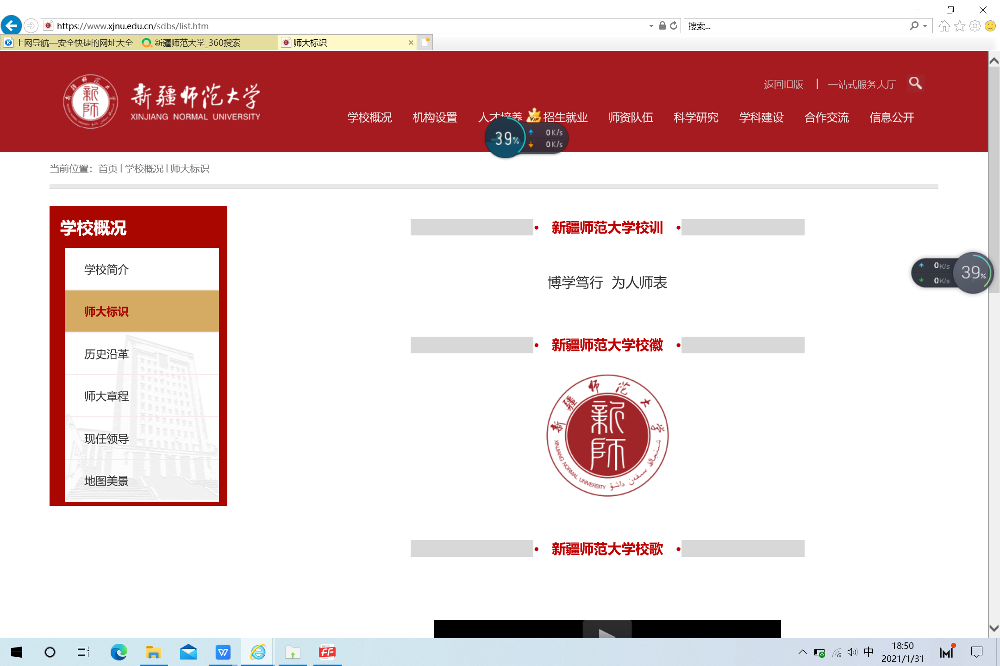 https://www.xjnu.edu.cn/sdbs/list.htm
搜索...
上网导航—安全快捷的网址大全
新疆师范大学_360搜索
师大标识
新疆师范大学
XINJIANG NORMAL UNIVERSITY
新師
返回旧版
一站式服务大厅
学校概况 机构设置 人才培养 招生就业 师资队伍 科学研究 学科建设 合作交流 信息公开
VIP
39%
0K/s
0K/s
当前位置：首页 | 学校概况 | 师大标识
学校概况
学校简介
师大标识
历史沿革
师大章程
现任领导
地图美景
• 新疆师范大学校训 •
博学笃行 为人师表
0K/s
0K/s
39%
• 新疆师范大学校徽 •
新疆师范大学
新師
XINJIANG NORMAL UNIVERSITY
شىنجاڭ سىفەن داشۆ
• 新疆师范大学校歌 •
中
18:50
2021/1/31